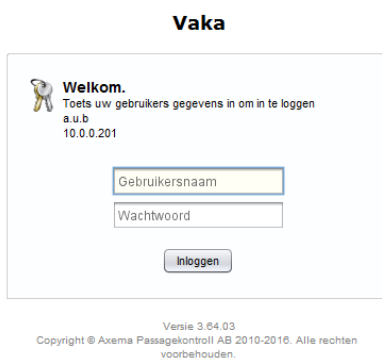 Vaka
Welkom.
Toets uw gebruikers gegevens in om in te loggen
a.u.b
10.0.0.201
Gebruikersnaam
Wachtwoord
Inloggen
Versie 3.64.03
Copyright © Axema Passagekontroll AB 2010-2016. Alle rechten
voorbehouden.